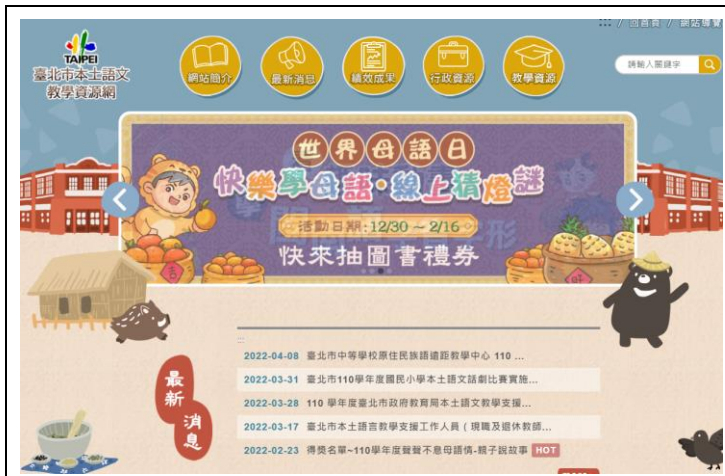 ::: / 回首頁 / 網站導覽
TAIPEI
臺北市本土語文
教學資源網
網站簡介
最新消息
績效成果
行政資源
教學資源
請輸入關鍵字
世界母語日
快樂學母語·線上猜燈謎
活動日期:12/30 ~ 2/16
快來抽圖書禮券
吉
旺
最新消息
:::
2022-04-08 臺北市中等學校原住民族語遠距教學中心 110 ...
2022-03-31 臺北市110學年度國民小學本土語文話劇比賽實施...
2022-03-28 110 學年度臺北市政府教育局本土語文教學支援...
2022-03-17 臺北市本土語言教學支援工作人員 ( 現職及退休教師...
2022-02-23 得獎名單~110學年度聲聲不息母語情-親子說故事 HOT